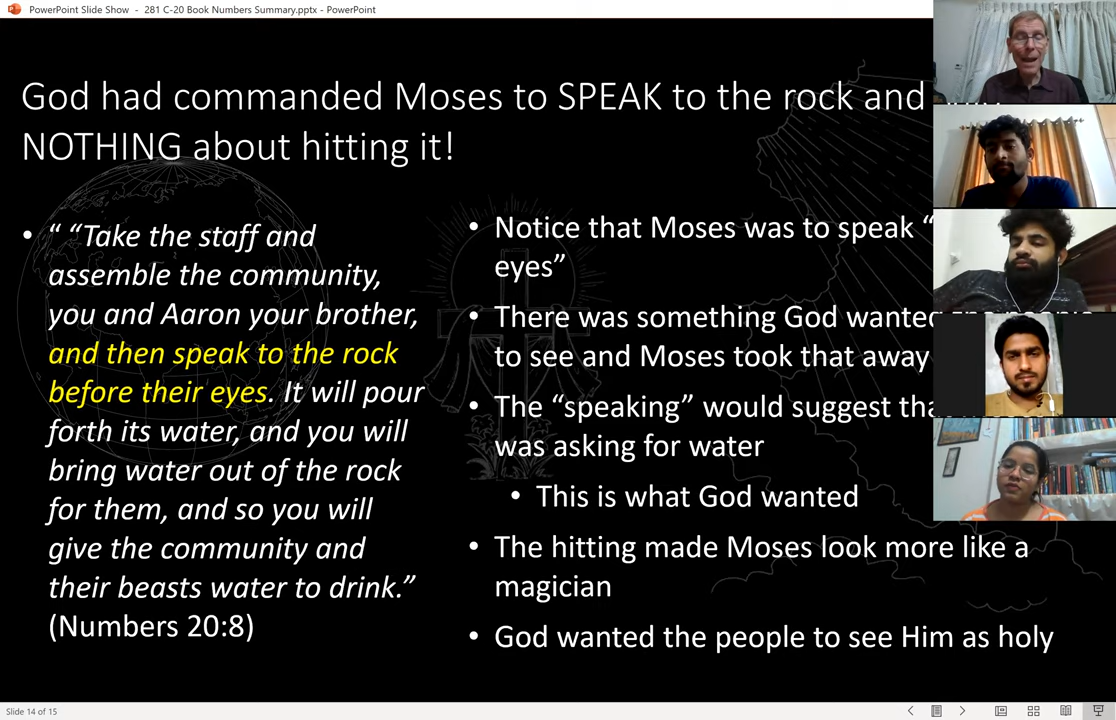 PowerPoint Slide Show - 281 C-20 Book Numbers Summary.pptx - PowerPoint
God had commanded Moses to SPEAK to the rock and
NOTHING about hitting it!
• “ “Take the staff and
assemble the community,
you and Aaron your brother,
and then speak to the rock
before their eyes. It will pour
forth its water, and you will
bring water out of the rock
for them, and so you will
give the community and
their beasts water to drink.”
(Numbers 20:8)
• Notice that Moses was to speak “
eyes”
• There was something God wanted
to see and Moses took that away
• The “speaking” would suggest
was asking for water
• This is what God wanted
• The hitting made Moses look more like a
magician
• God wanted the people to see Him as holy
Slide 14 of 15